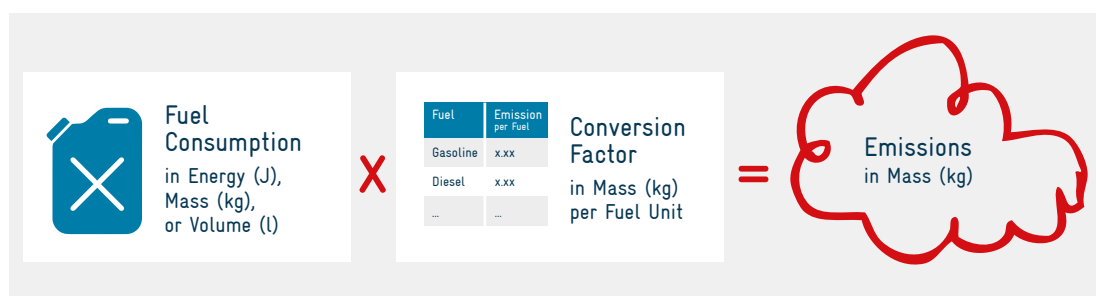 Fuel
Consumption
in Energy (J),
Mass (kg),
or Volume (l)
X
Fuel Emission
per Fuel
Gasoline x.xx
Diesel x.xx
... ...
Conversion
Factor
in Mass (kg)
per Fuel Unit
=
Emissions
in Mass (kg)